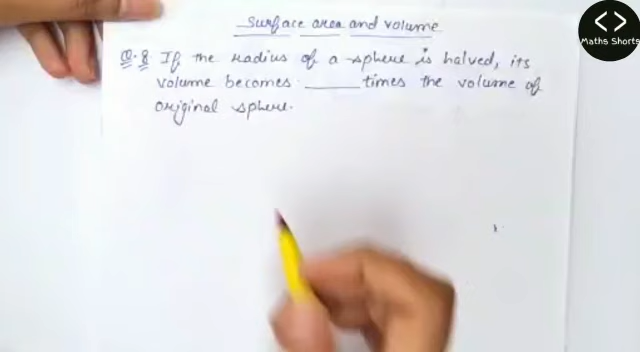 Surface area and volume
Q.8 If the radius of a sphere is halved, its
volume becomes ____ times the volume of
original sphere.
<>
Maths Shorts